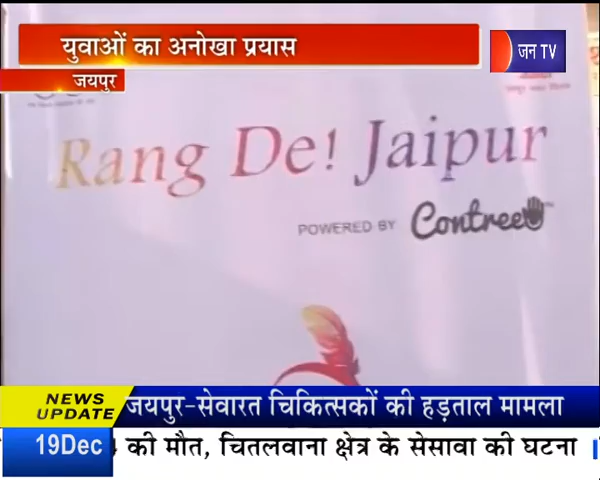 युवाओं का अनोखा प्रयास
जन TV
जयपुर
Rang De! Jaipur
POWERED BY Contree
NEWS UPDATE
जयपुर-सेवारत चिकित्सकों की हड़ताल मामला
19Dec
4 की मौत, चितलवाना क्षेत्र के सेसावा की घटना